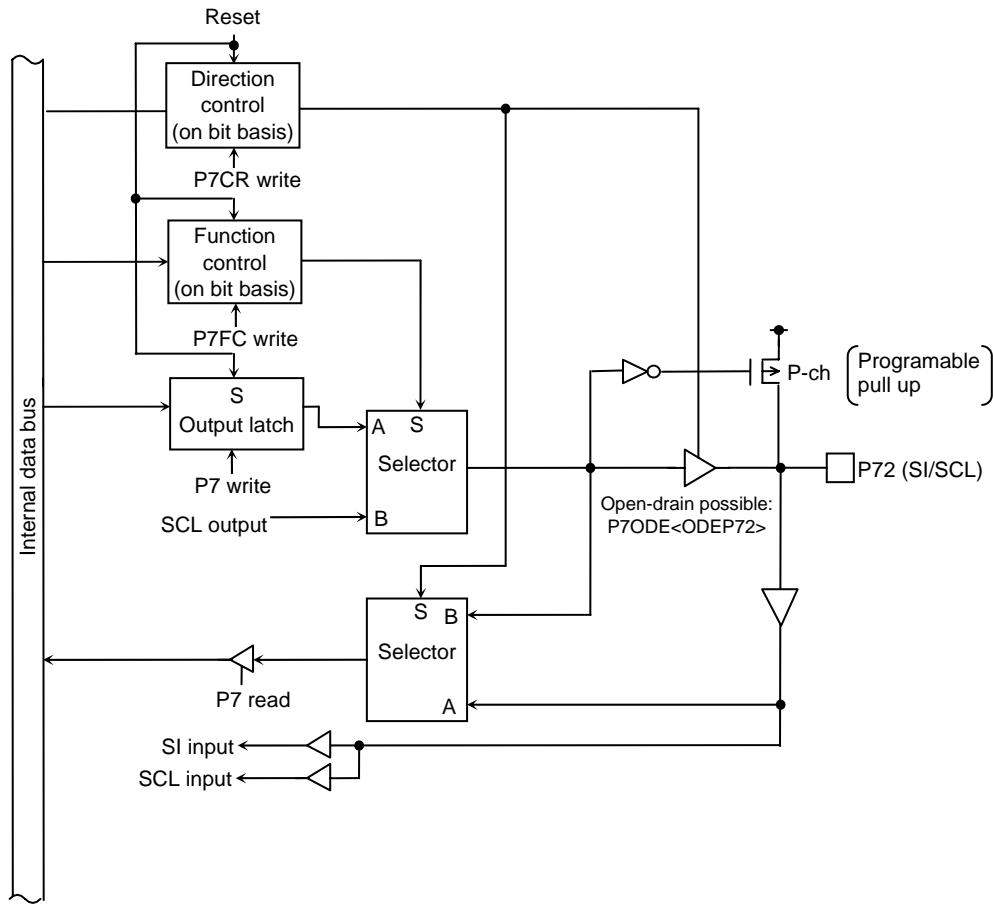 Reset
Direction
control
(on bit basis)
P7CR write
Function
control
(on bit basis)
P7FC write
S
Output latch
P7 write
SCL output
A S
Selector
B
P-ch
Programable
pull up
P72 (SI/SCL)
Open-drain possible:
P7ODE<ODEP72>
Internal data bus
S B
Selector
A
P7 read
SI input
SCL input